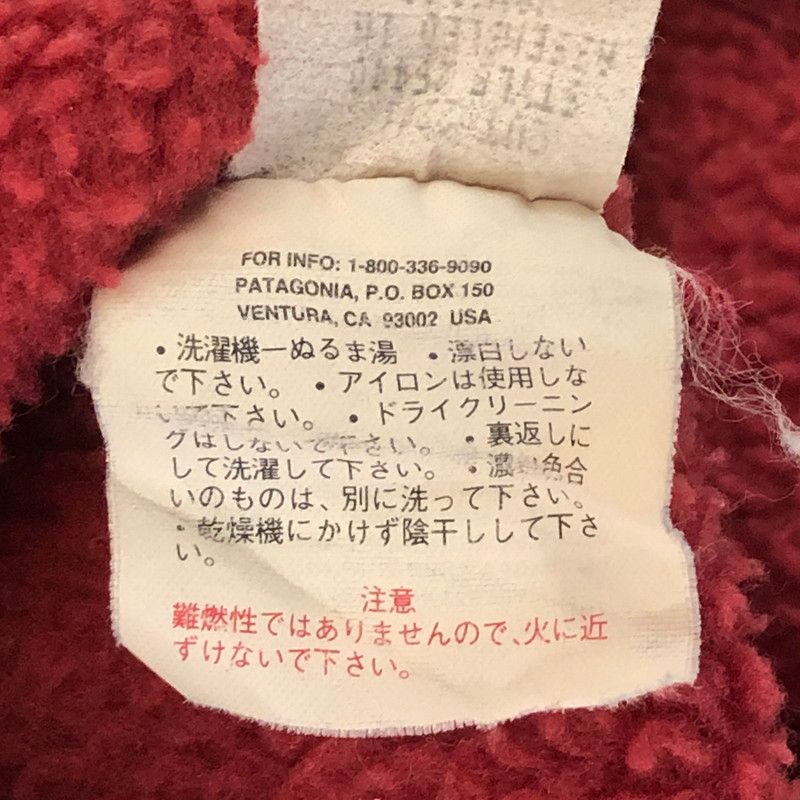 FOR INFO: 1-800-336-9090
PATAGONIA, P.O. BOX 150
VENTURA, CA 93002 USA
• 洗濯機ーぬるま湯 • 漂白しない
で下さい。 • アイロンは使用しな
いで下さい。 • ドライクリーニン
グはしないで下さい。 • 裏返しに
して洗濯して下さい。 • 濃い色合
いのものは、別に洗って下さい。
• 乾燥機にかけず陰干しして下さ
い。
注意
難燃性ではありませんので、火に近
ずけないで下さい。